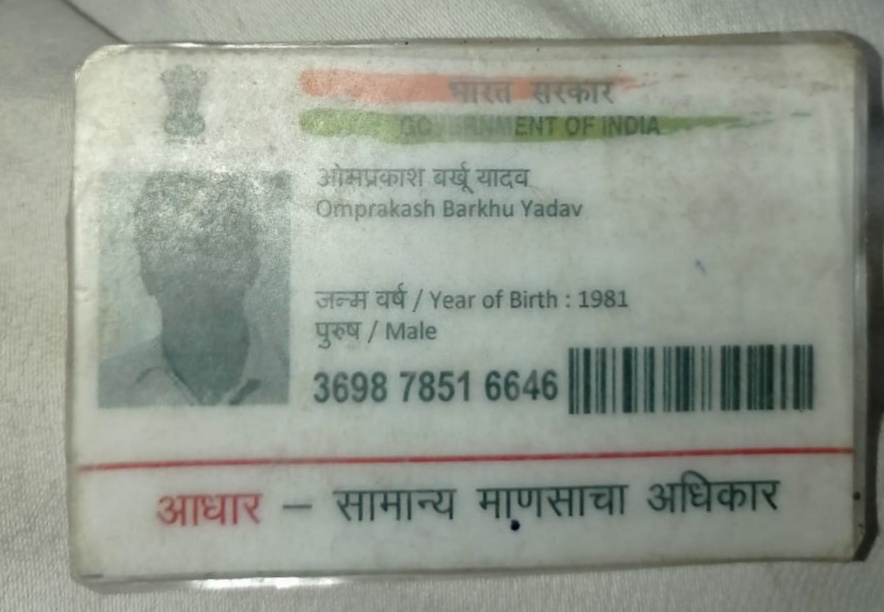 भारत सरकार
GOVERNMENT OF INDIA
ओमप्रकाश बर्खू यादव
Omprakash Barkhu Yadav
जन्म वर्ष / Year of Birth : 1981
पुरुष / Male
3698 7851 6646
आधार – सामान्य माणसाचा अधिकार